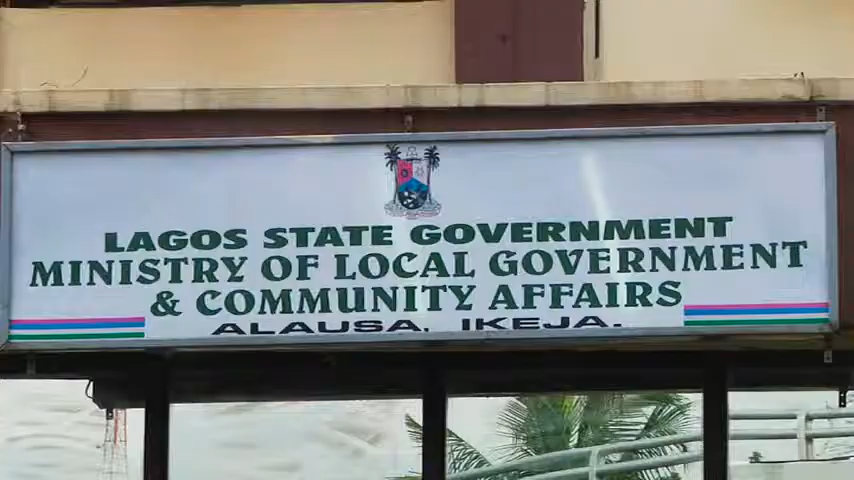 LAGOS STATE GOVERNMENT
MINISTRY OF LOCAL GOVERNMENT
& COMMUNITY AFFAIRS
ALAUSA, IKEJA.